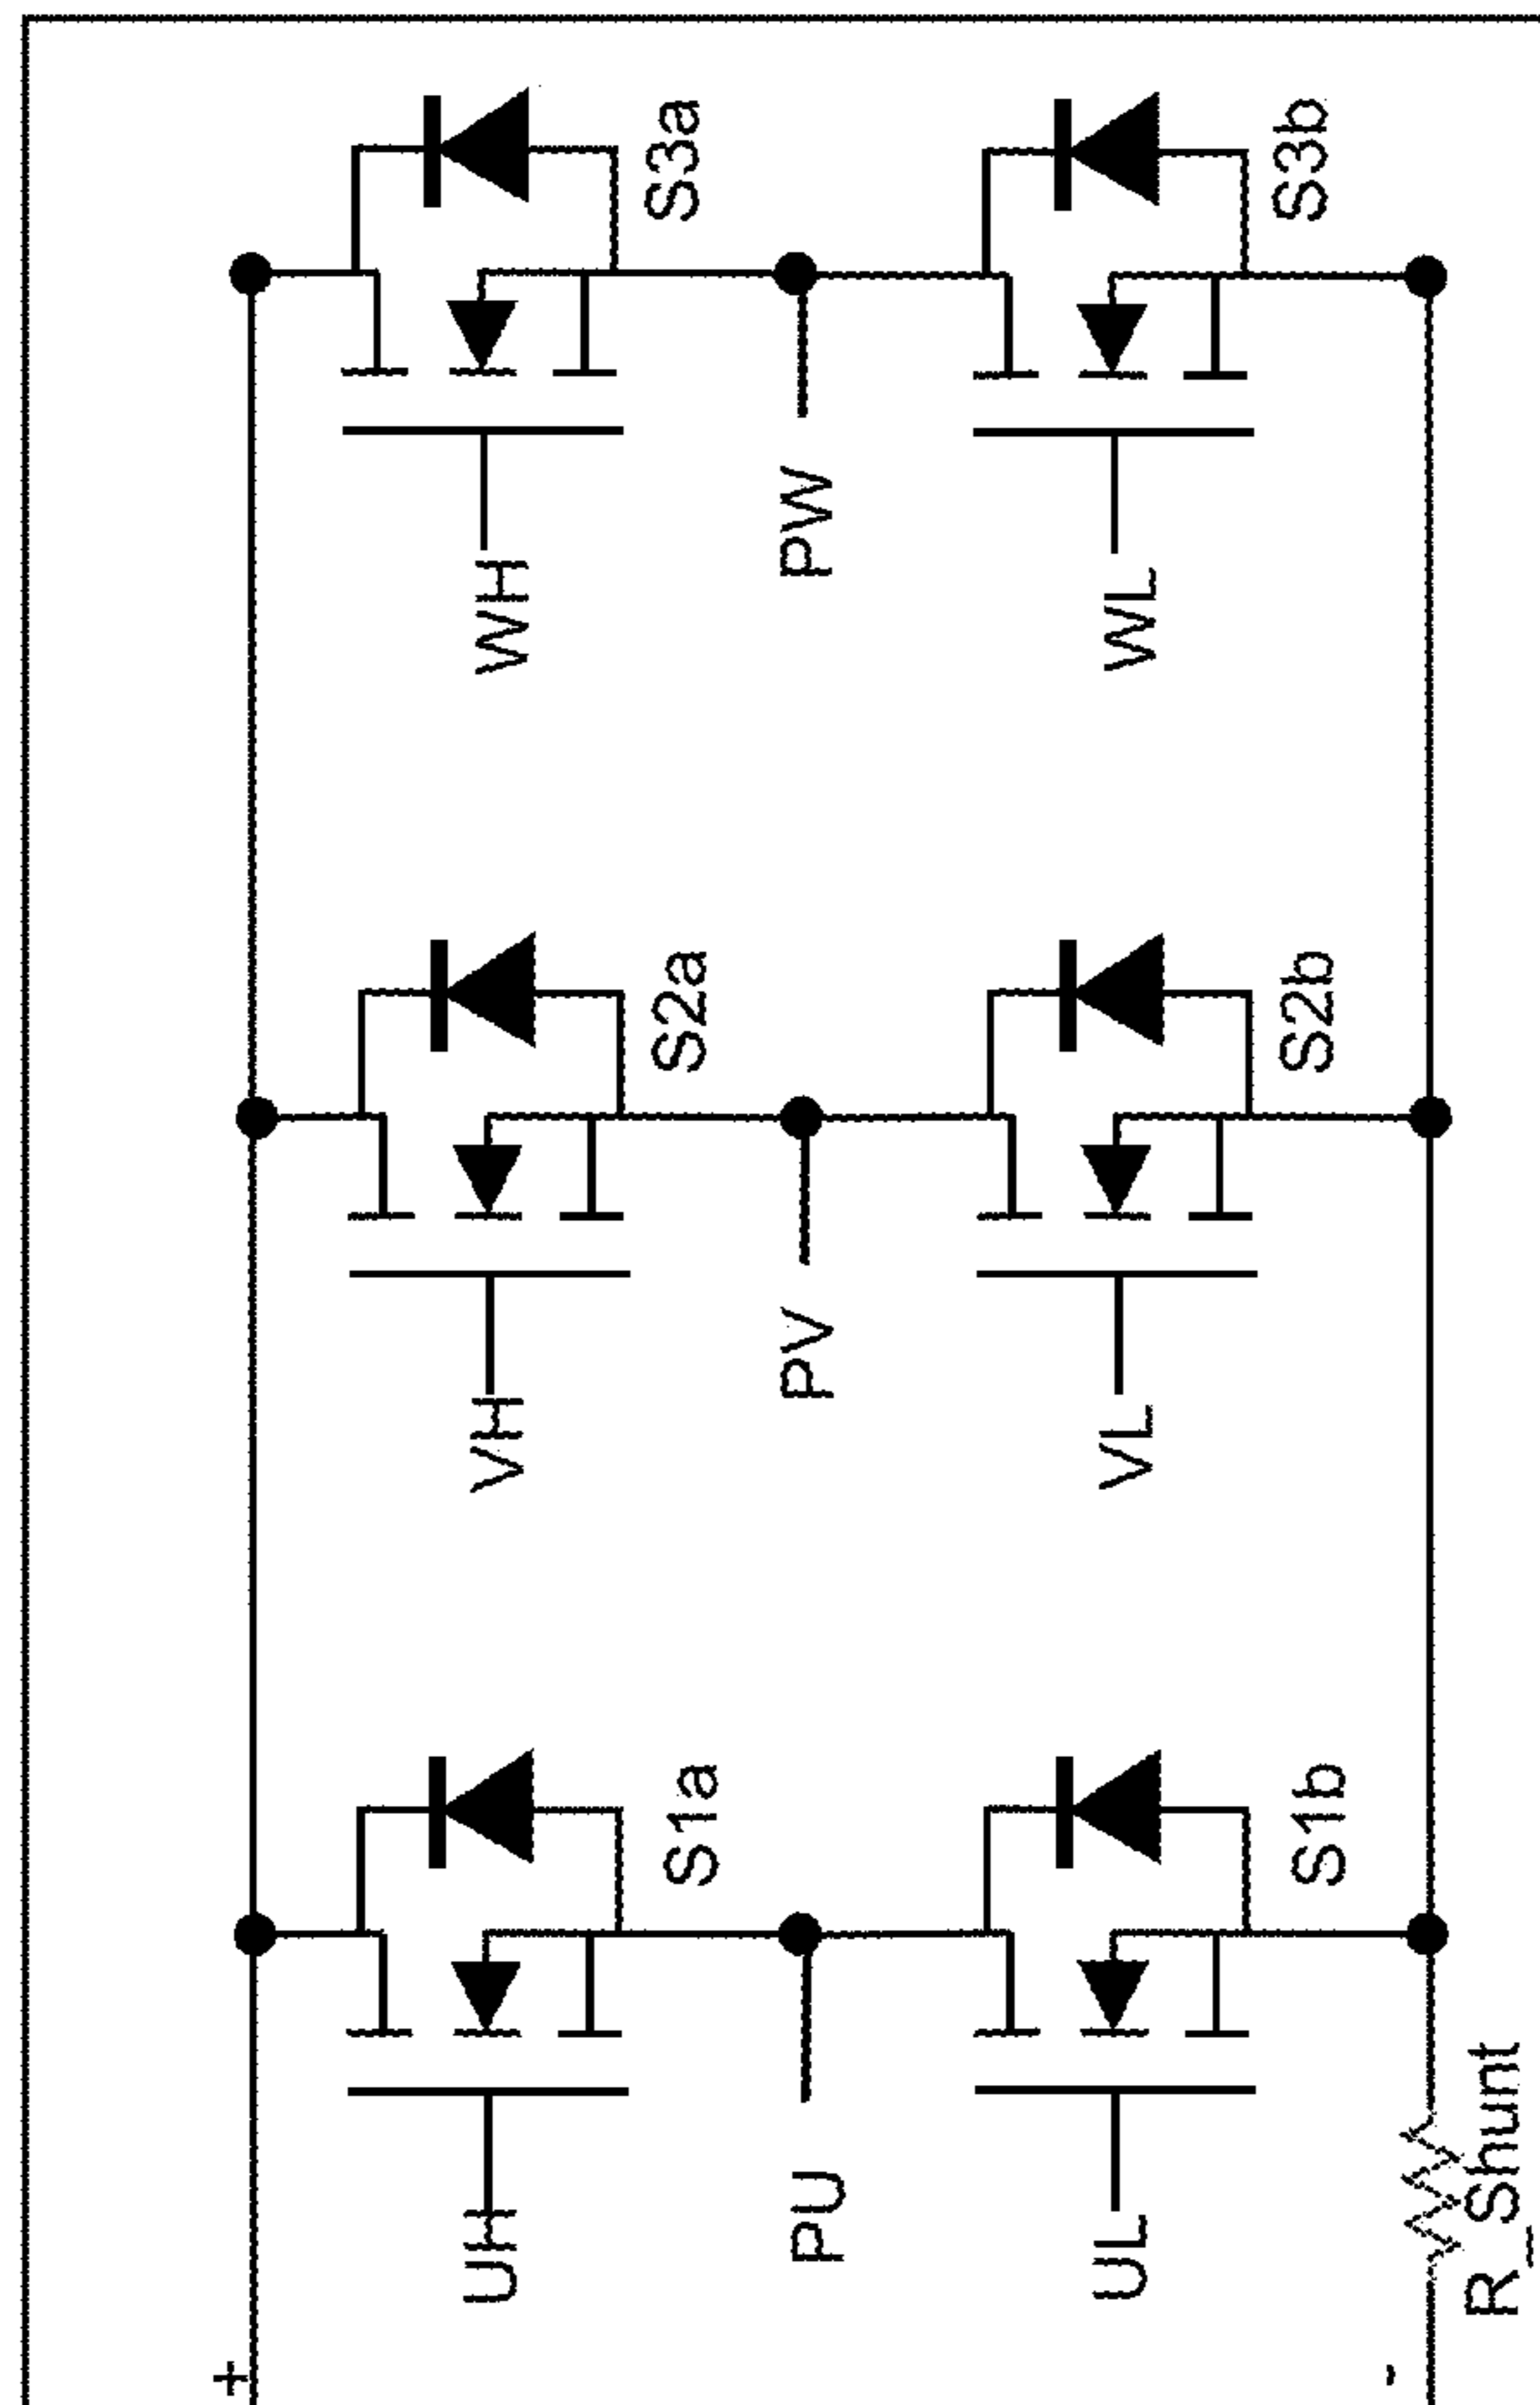 +
UH
S1a
VH
S2a
WH
S3a
PU
PV
PW
UL
S1b
VL
S2b
WL
S3b
-
R_Shunt